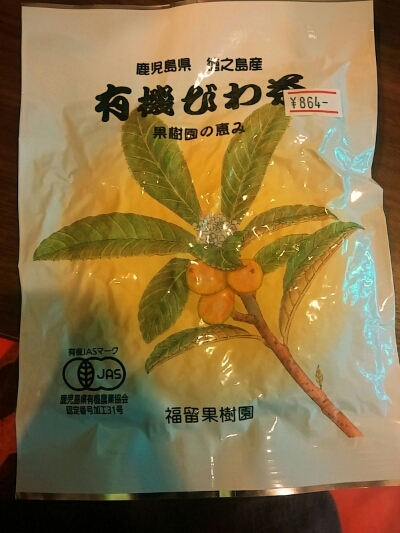 鹿児島県 徳之島産
有機びわ茶
¥864-
果樹園の恵み
有機JASマーク
JAS
鹿児島県有機農業協会
認定番号加工31号
福留果樹園